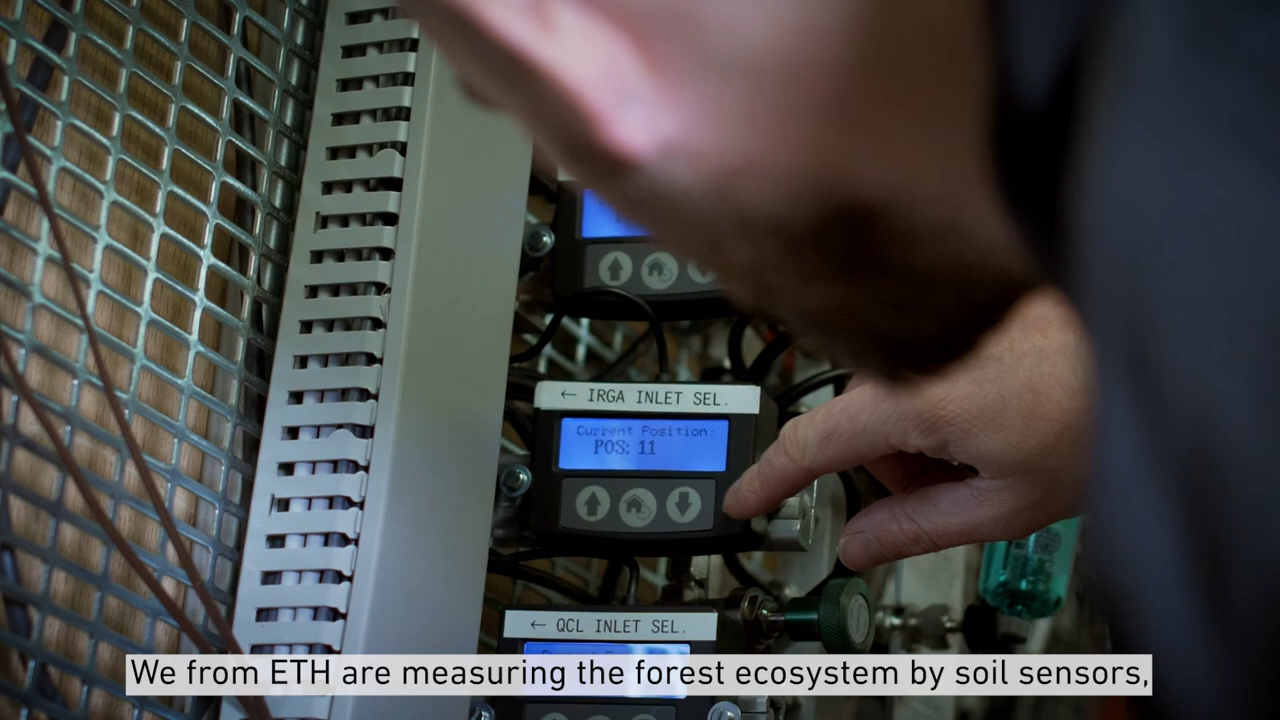 ← IRGA INLET SEL.
Current Position:
POS: 11
← QCL INLET SEL.
We from ETH are measuring the forest ecosystem by soil sensors,